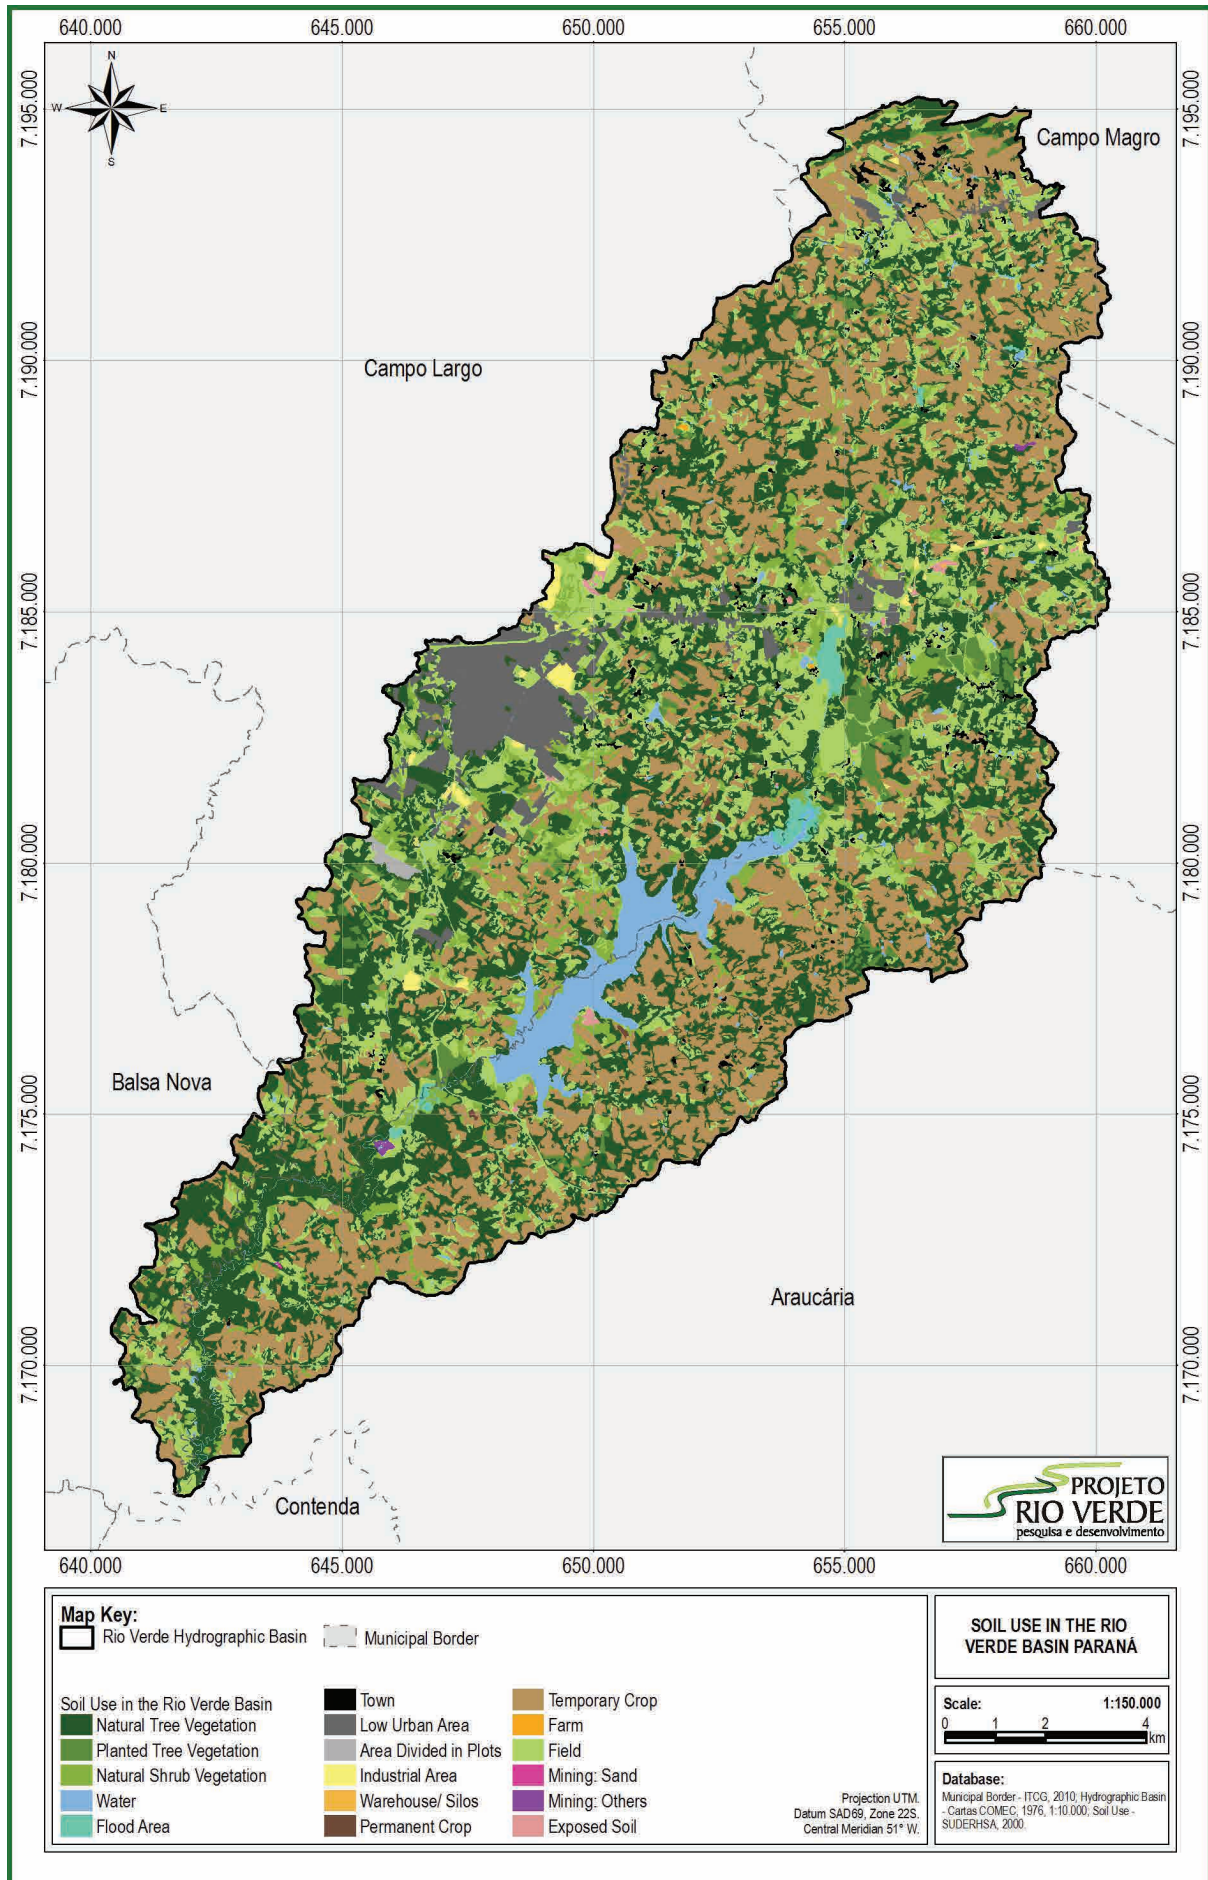 640.000 645.000 650.000 655.000 660.000
7.195.000 7.195.000
N
W E
S
Campo Magro
7.190.000 7.190.000
Campo Largo
7.185.000 7.185.000
7.180.000 7.180.000
Balsa Nova
7.175.000 7.175.000
Araucária
7.170.000 7.170.000
Contenda
PROJETO
RIO VERDE
pesquisa e desenvolvimento
640.000 645.000 650.000 655.000 660.000
Map Key:
Rio Verde Hydrographic Basin
Municipal Border
Soil Use in the Rio Verde Basin
Natural Tree Vegetation
Planted Tree Vegetation
Natural Shrub Vegetation
Water
Flood Area
Town
Low Urban Area
Area Divided in Plots
Industrial Area
Warehouse/ Silos
Permanent Crop
Temporary Crop
Farm
Field
Mining: Sand
Mining: Others
Exposed Soil
Projection UTM.
Datum SAD69, Zone 22S.
Central Meridian 51° W.
SOIL USE IN THE RIO
VERDE BASIN PARANÁ
Scale: 1:150.000
0 1 2 4
km
Database:
Municipal Border - ITCG, 2010; Hydrographic Basin
- Cartas COMEC, 1976, 1:10.000; Soil Use -
SUDERHSA, 2000.